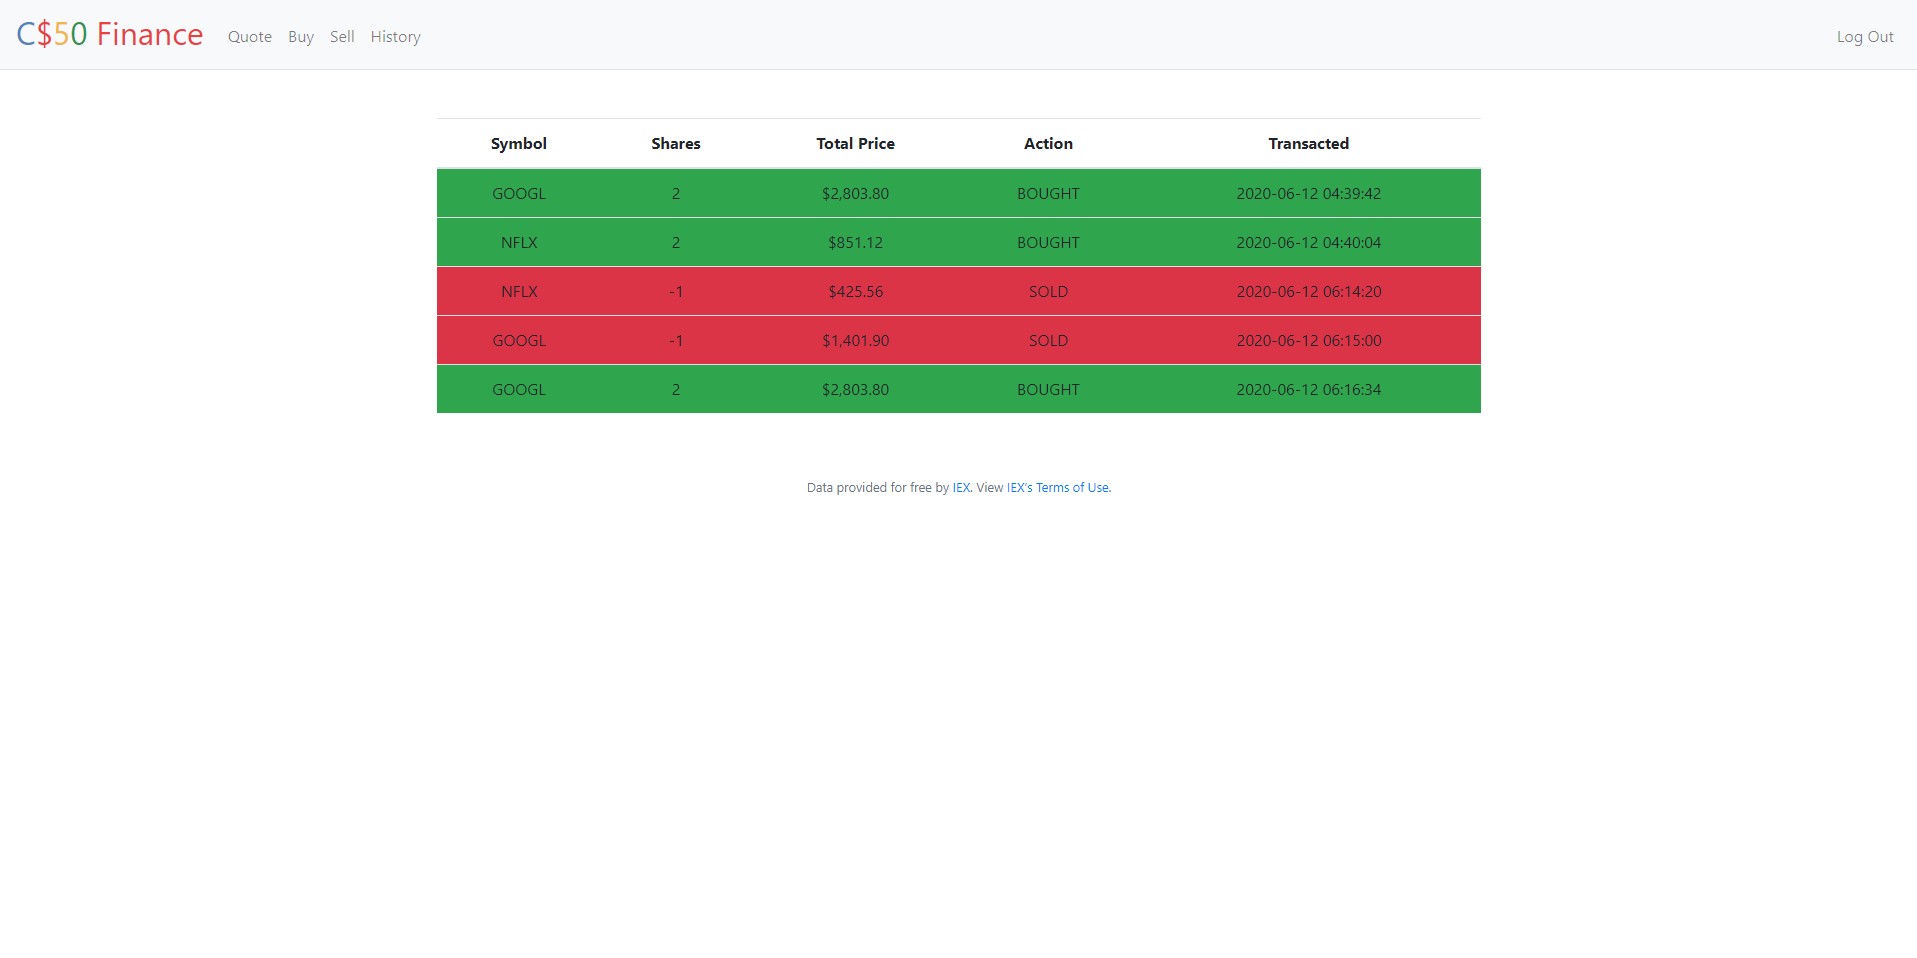 C$50 Finance Quote Buy Sell History Log Out
Symbol Shares Total Price Action Transacted
GOOGL 2 $2,803.80 BOUGHT 2020-06-12 04:39:42
NFLX 2 $851.12 BOUGHT 2020-06-12 04:40:04
NFLX -1 $425.56 SOLD 2020-06-12 06:14:20
GOOGL -1 $1,401.90 SOLD 2020-06-12 06:15:00
GOOGL 2 $2,803.80 BOUGHT 2020-06-12 06:16:34
Data provided for free by IEX. View IEX's Terms of Use.